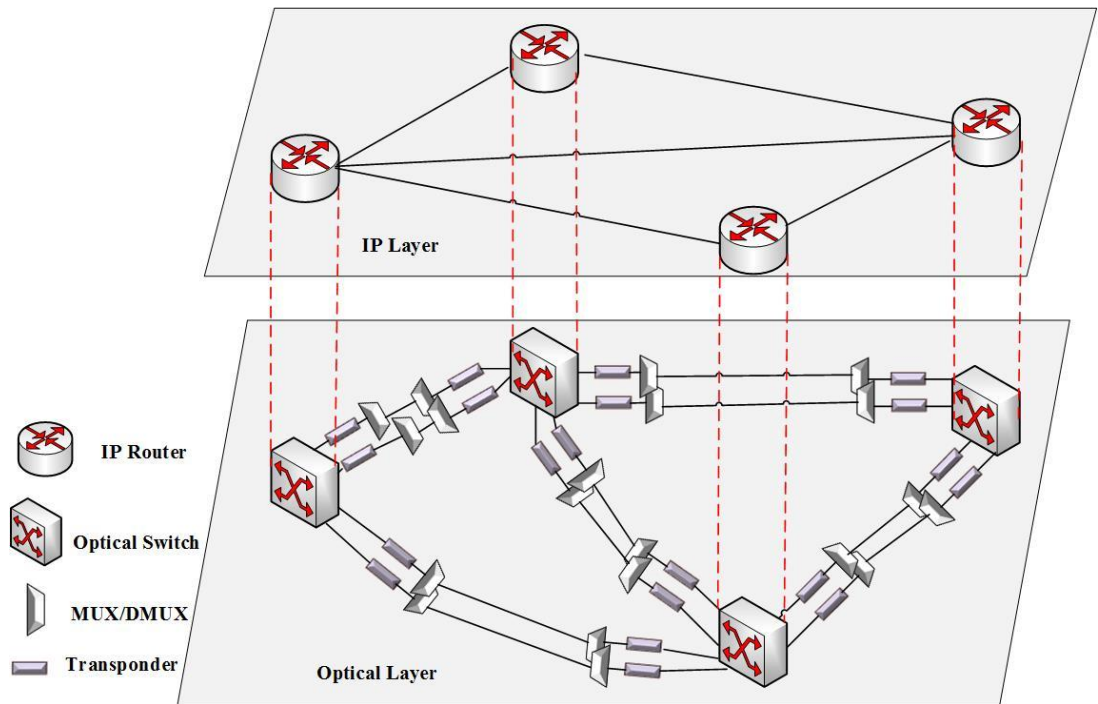 IP Layer
IP Router
Optical Switch
MUX/DMUX
Transponder
Optical Layer